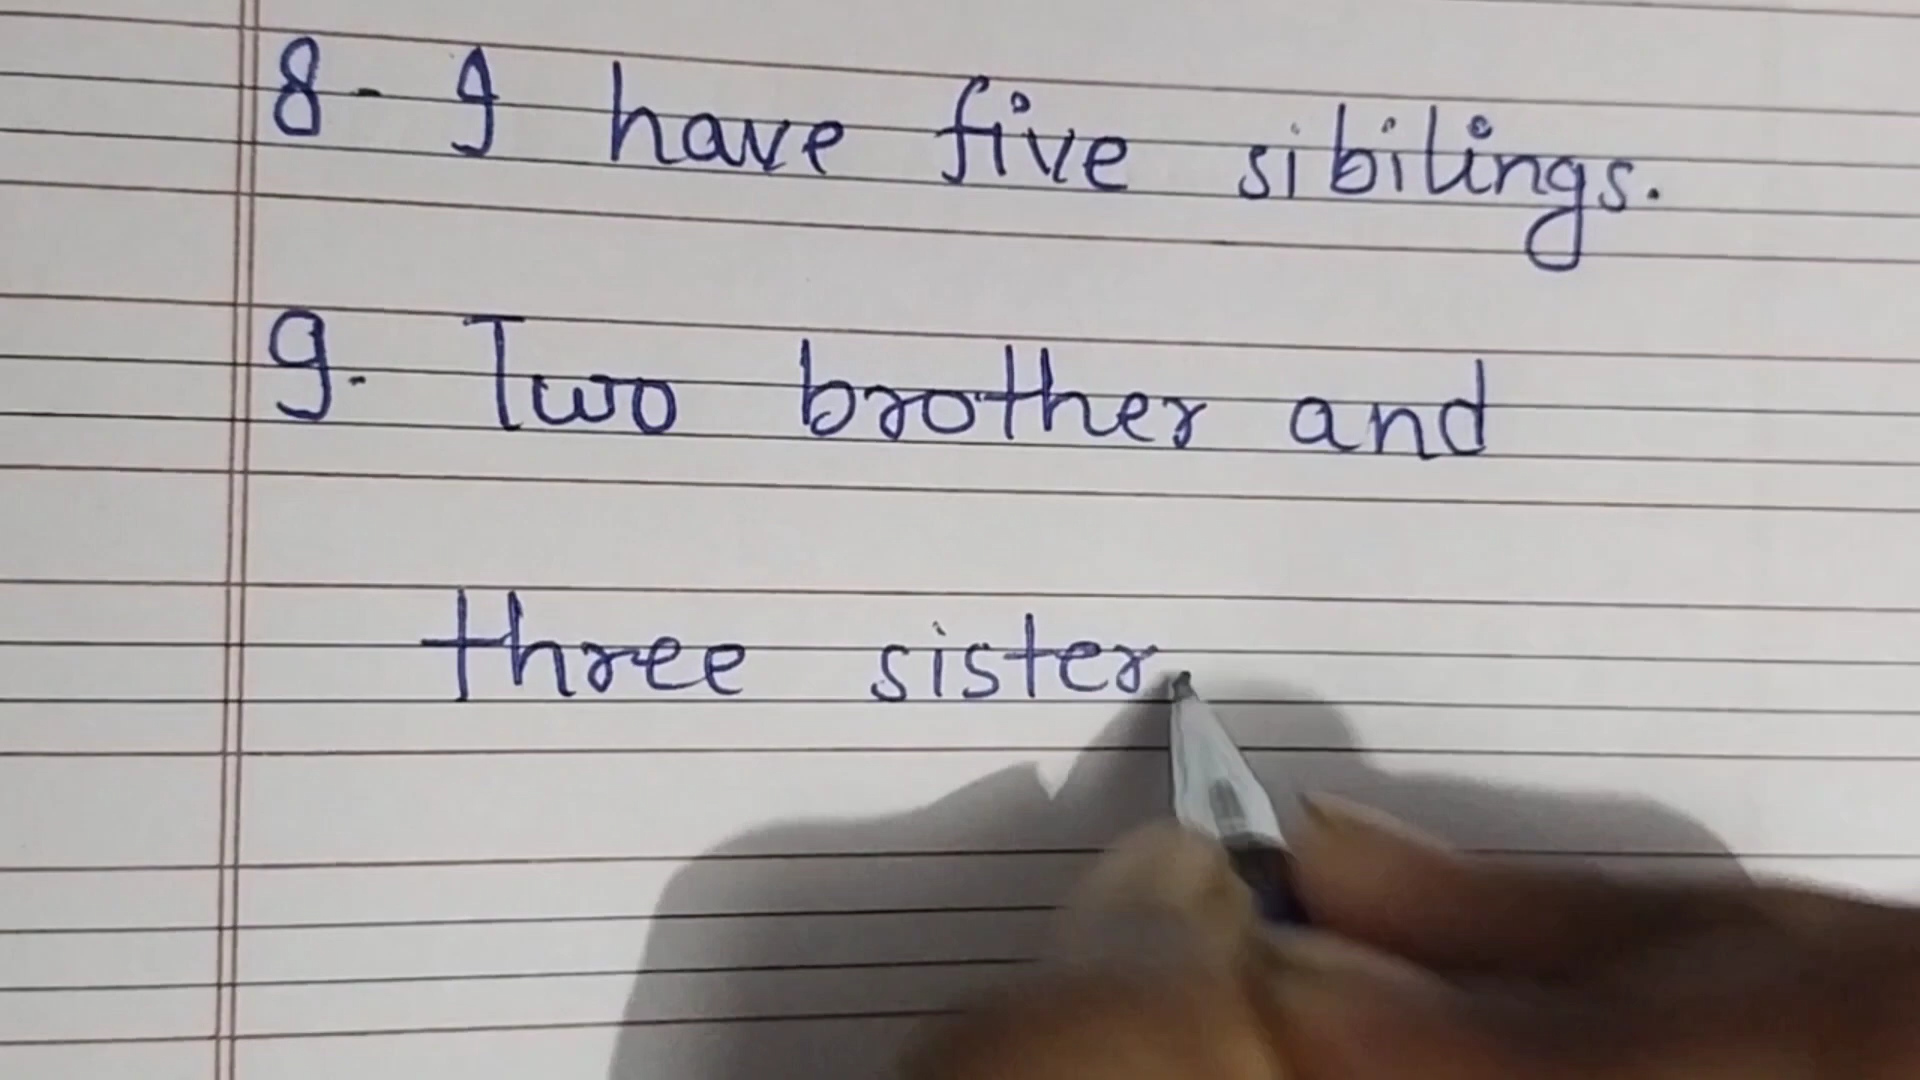 8- I have five sibilings.
9. Two brother and
three sister